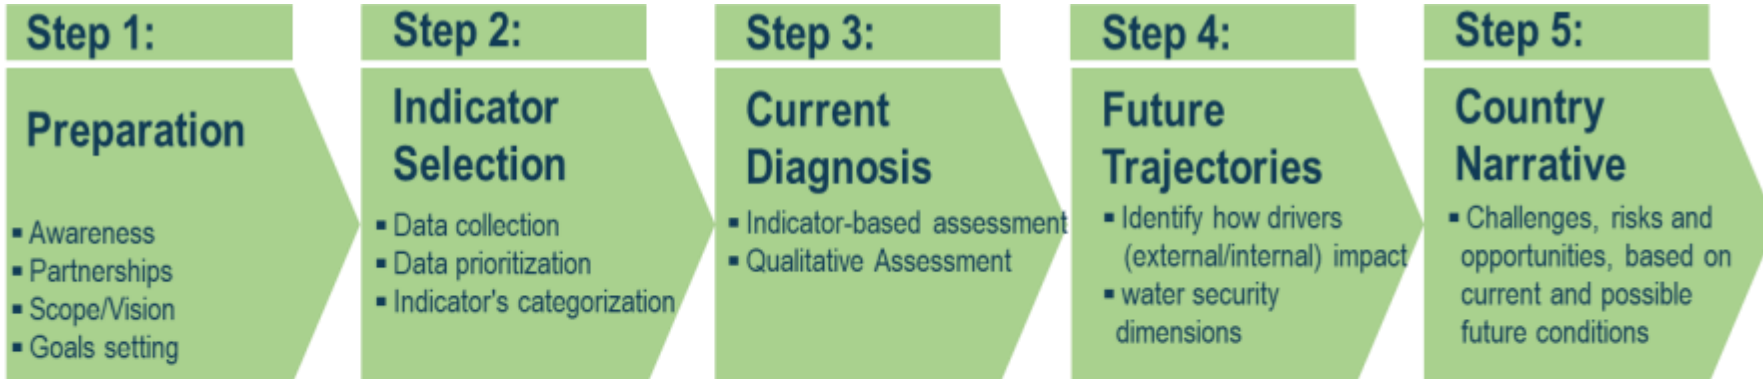 Step 1:
Preparation
▪ Awareness
▪ Partnerships
▪ Scope/Vision
▪ Goals setting
Step 2:
Indicator
Selection
▪ Data collection
▪ Data prioritization
▪ Indicator's categorization
Step 3:
Current
Diagnosis
▪ Indicator-based assessment
▪ Qualitative Assessment
Step 4:
Future
Trajectories
▪ Identify how drivers
(external/internal) impact
▪ water security
dimensions
Step 5:
Country
Narrative
▪ Challenges, risks and
opportunities, based on
current and possible
future conditions